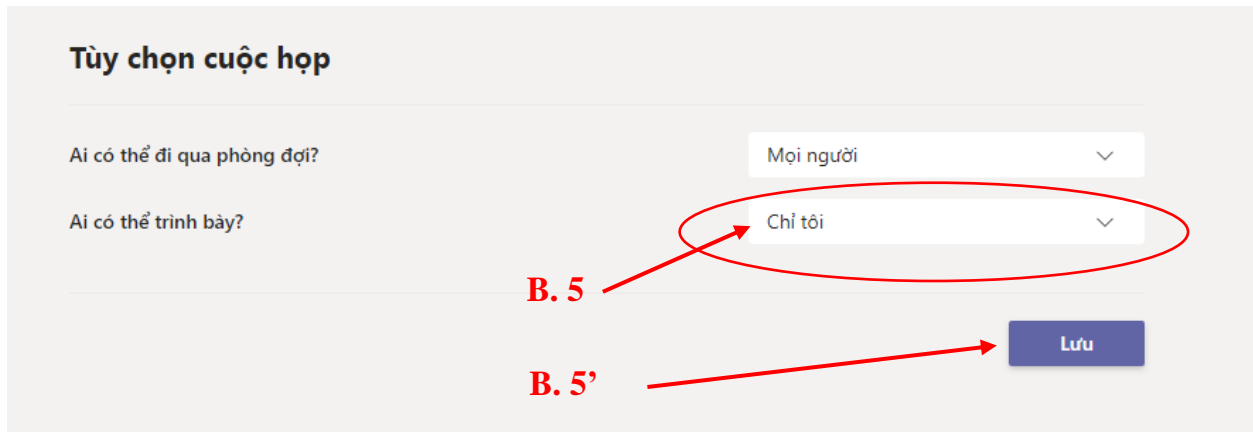 Tùy chọn cuộc họp
Ai có thể đi qua phòng đợi?
Mọi người
Ai có thể trình bày?
Chỉ tôi
B. 5
Lưu
B. 5’